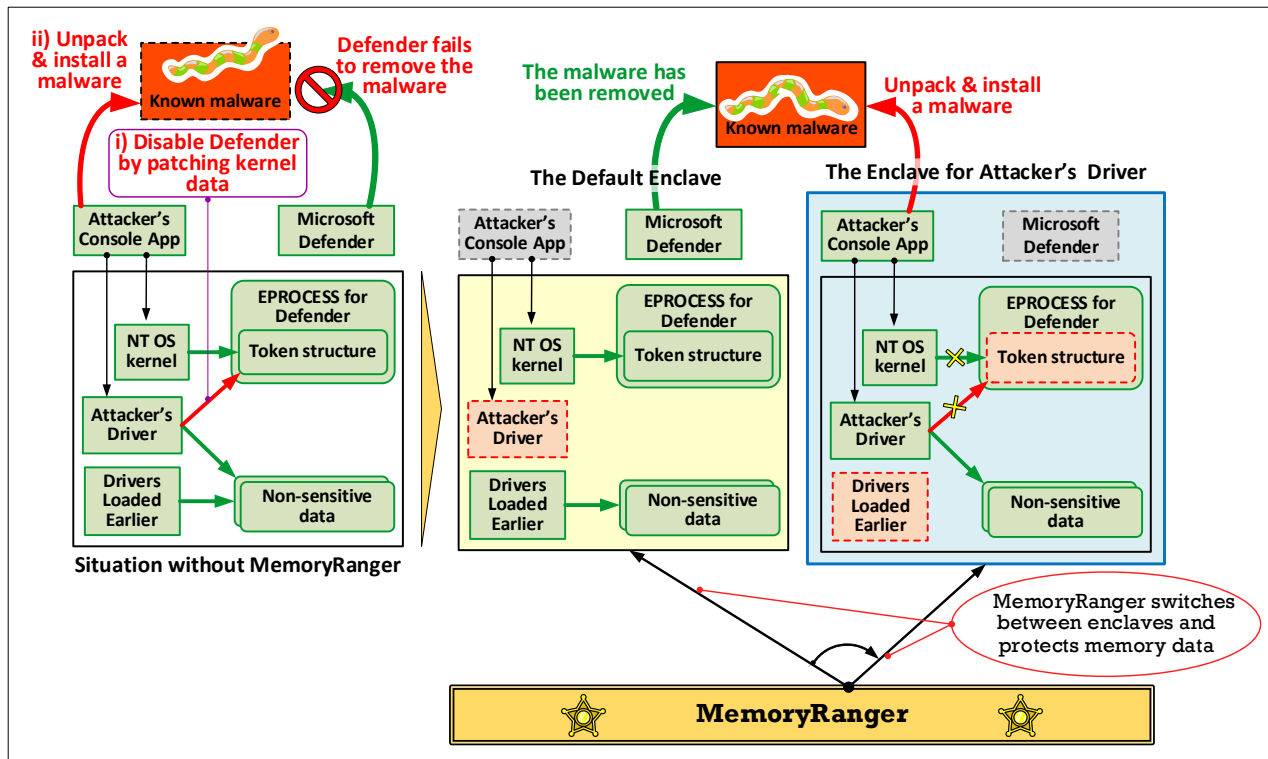 ii) Unpack
& install a
malware
Known malware
Defender fails
to remove the
malware
i) Disable Defender
by patching kernel
data
Attacker’s
Console App
Microsoft
Defender
EPROCESS for
Defender
Token structure
NT OS
kernel
Attacker’s
Driver
Drivers
Loaded
Earlier
Non-sensitive
data
Situation without MemoryRanger
The malware has
been removed
Known malware
Unpack & install
a malware
The Default Enclave
Attacker’s
Console App
Microsoft
Defender
EPROCESS for
Defender
Token structure
NT OS
kernel
Attacker’s
Driver
Drivers
Loaded
Earlier
Non-sensitive
data
The Enclave for Attacker’s Driver
Attacker’s
Console App
Microsoft
Defender
EPROCESS for
Defender
Token structure
NT OS
kernel
Attacker’s
Driver
Drivers
Loaded
Earlier
Non-sensitive
data
MemoryRanger switches
between enclaves and
protects memory data
MemoryRanger